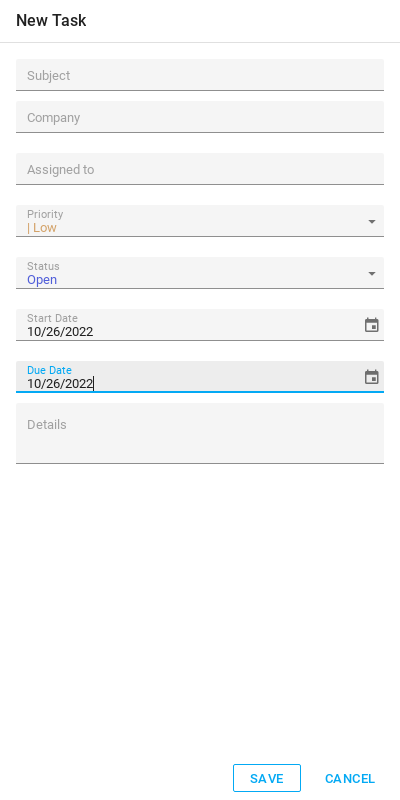 New Task
Subject
Company
Assigned to
Priority
| Low
Status
Open
Start Date
10/26/2022
Due Date
10/26/2022
Details
SAVE CANCEL